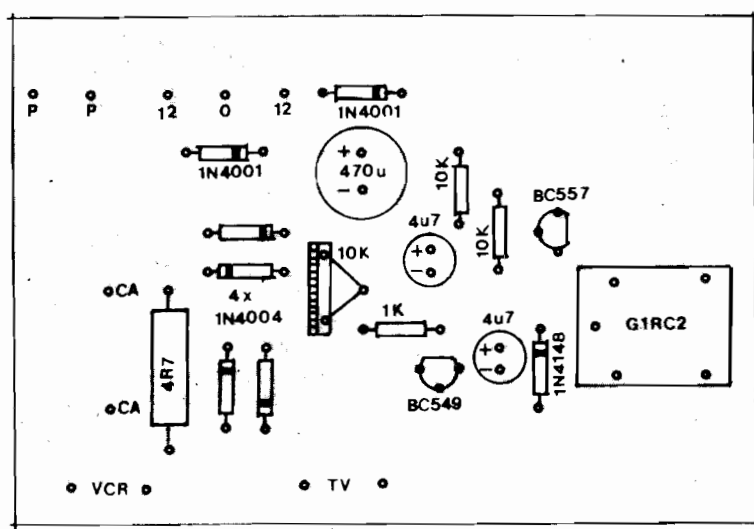 P P 12 0 12
1N4001
1N4001
+
470u
−
10K
10K
BC557
4u7
+
−
10K
CA
4x
1N4004
1K
4u7
+
−
1N4148
G1RC2
4R7
CA
BC549
VCR
TV